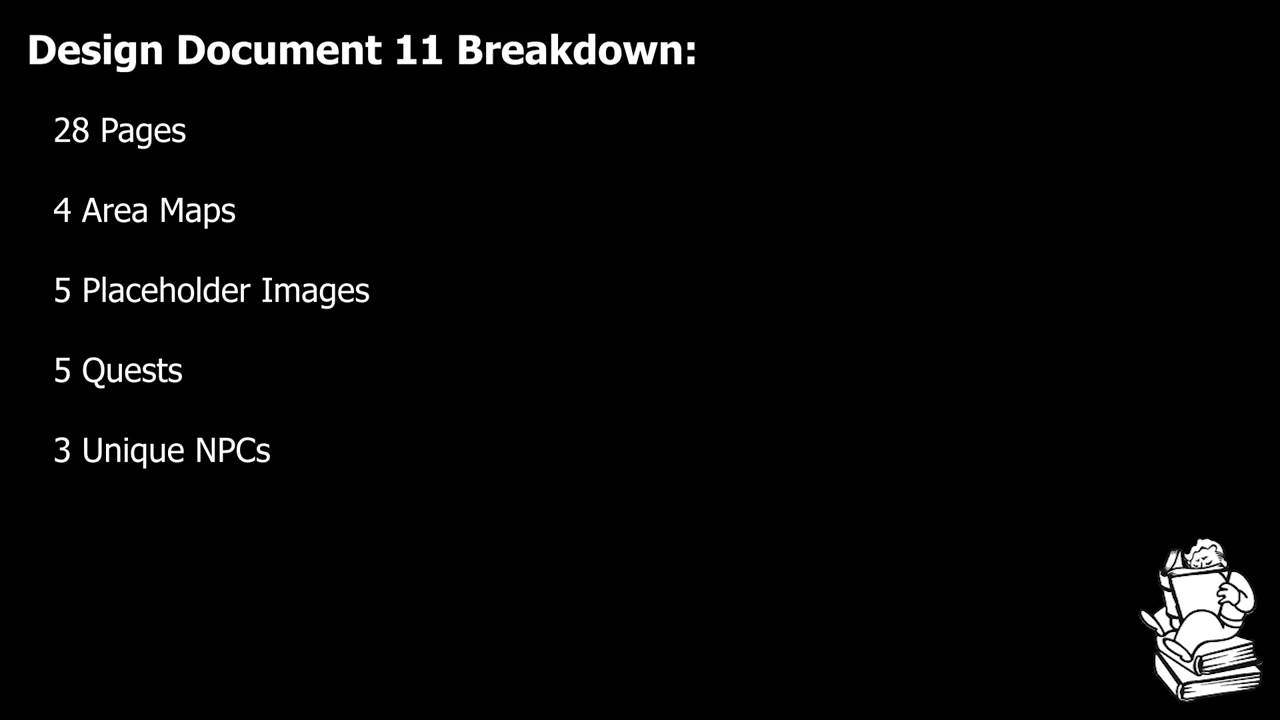 Design Document 11 Breakdown:
28 Pages
4 Area Maps
5 Placeholder Images
5 Quests
3 Unique NPCs